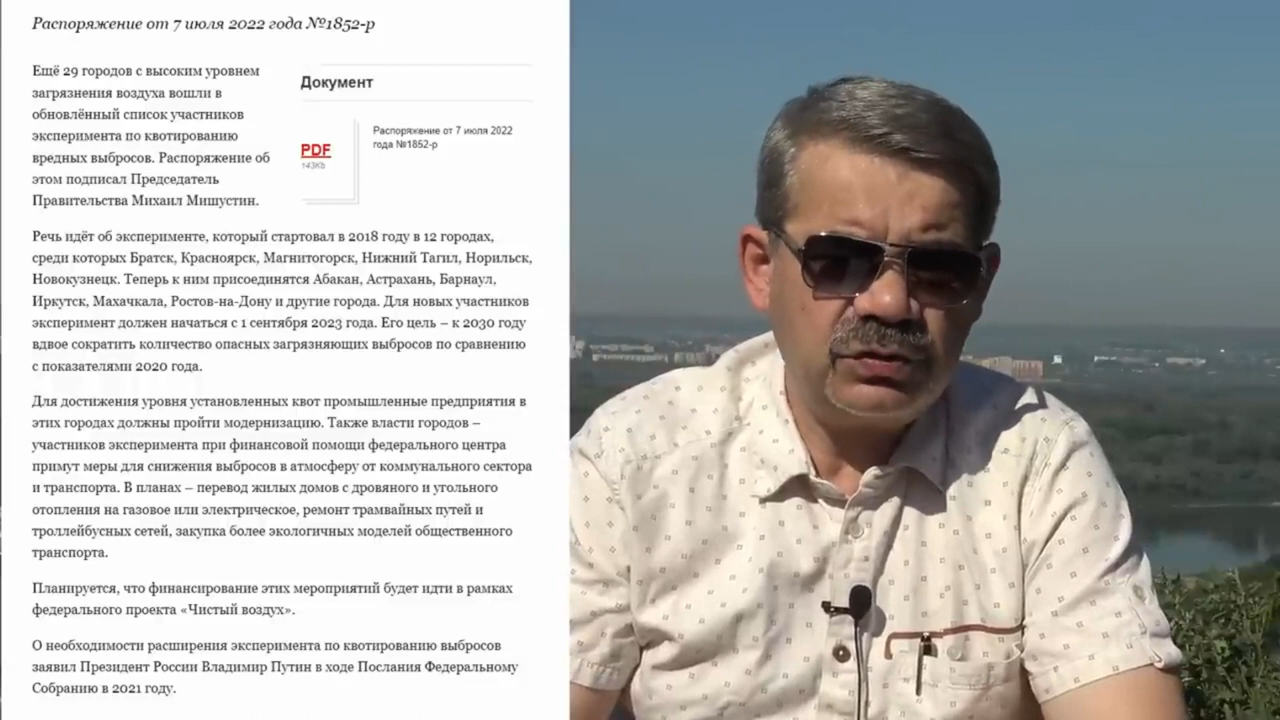 Распоряжение от 7 июля 2022 года №1852-р
Ещё 29 городов с высоким уровнем
загрязнения воздуха вошли в
обновлённый список участников
эксперимента по квотированию
вредных выбросов. Распоряжение об
этом подписал Председатель
Правительства Михаил Мишустин.
Документ
PDF
143Kb
Распоряжение от 7 июля 2022
года №1852-р
Речь идёт об эксперименте, который стартовал в 2018 году в 12 городах,
среди которых Братск, Красноярск, Магнитогорск, Нижний Тагил, Норильск,
Новокузнецк. Теперь к ним присоединятся Абакан, Астрахань, Барнаул,
Иркутск, Махачкала, Ростов-на-Дону и другие города. Для новых участников
эксперимент должен начаться с 1 сентября 2023 года. Его цель – к 2030 году
вдвое сократить количество опасных загрязняющих выбросов по сравнению
с показателями 2020 года.
Для достижения уровня установленных квот промышленные предприятия в
этих городах должны пройти модернизацию. Также власти городов –
участников эксперимента при финансовой помощи федерального центра
примут меры для снижения выбросов в атмосферу от коммунального сектора
и транспорта. В планах – перевод жилых домов с дровяного и угольного
отопления на газовое или электрическое, ремонт трамвайных путей и
троллейбусных сетей, закупка более экологичных моделей общественного
транспорта.
Планируется, что финансирование этих мероприятий будет идти в рамках
федерального проекта «Чистый воздух».
О необходимости расширения эксперимента по квотированию выбросов
заявил Президент России Владимир Путин в ходе Послания Федеральному
Собранию в 2021 году.